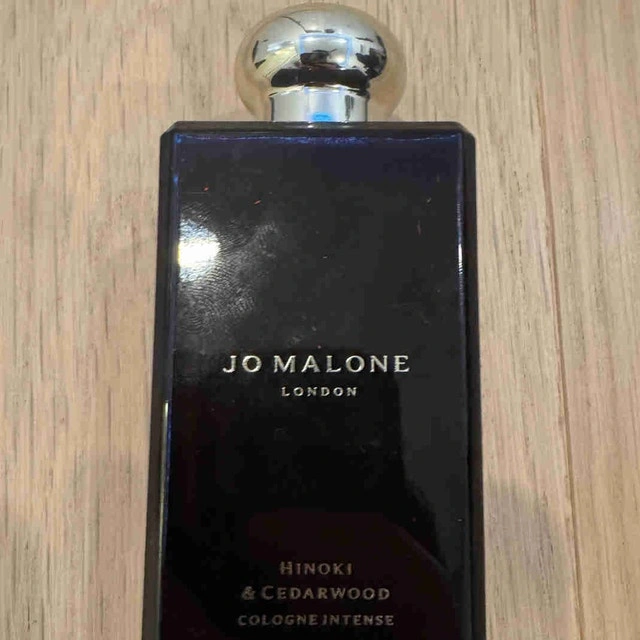 JO MALONE
LONDON
HINOKI
& CEDARWOOD
COLOGNE INTENSE